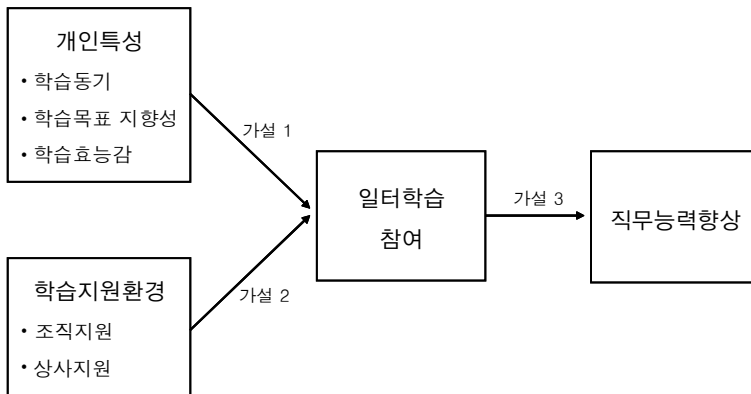 개인특성
• 학습동기
• 학습목표 지향성
• 학습효능감
가설 1
일터학습
참여
가설 3
직무능력향상
학습지원환경
• 조직지원
• 상사지원
가설 2